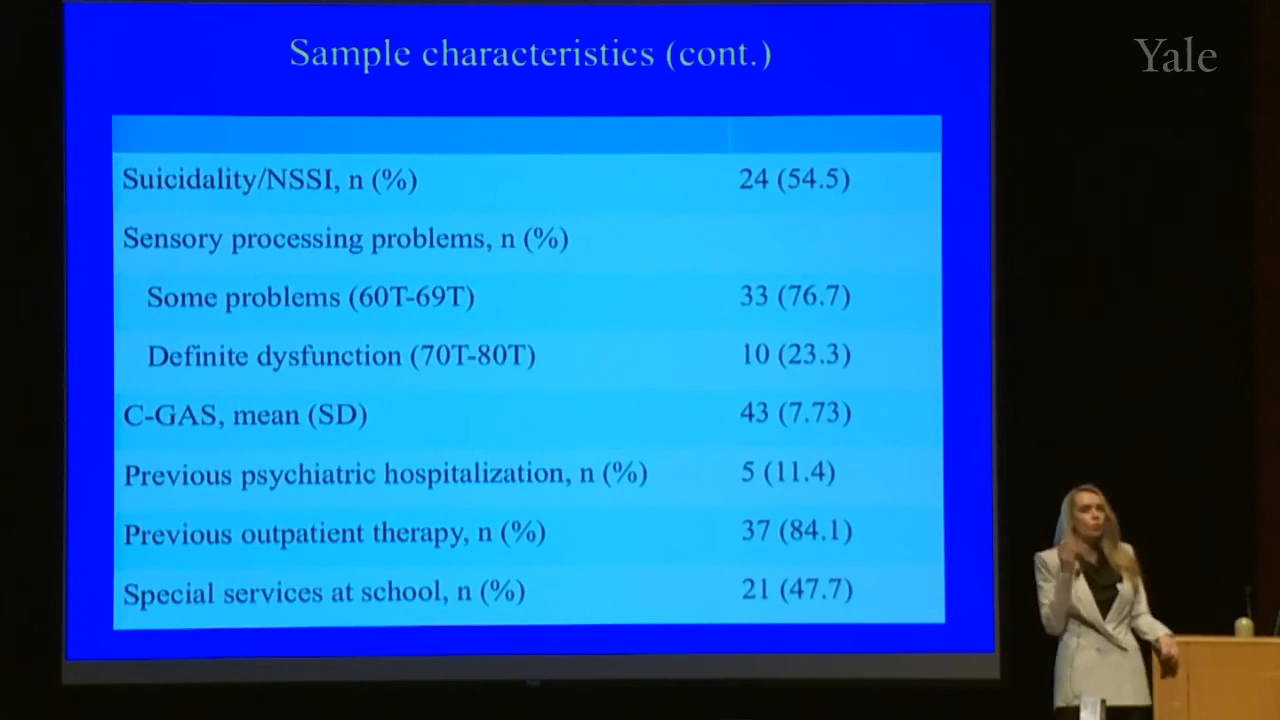 Sample characteristics (cont.)
Yale
Suicidality/NSSI, n (%) 24 (54.5)
Sensory processing problems, n (%)
Some problems (60T-69T) 33 (76.7)
Definite dysfunction (70T-80T) 10 (23.3)
C-GAS, mean (SD) 43 (7.73)
Previous psychiatric hospitalization, n (%) 5 (11.4)
Previous outpatient therapy, n (%) 37 (84.1)
Special services at school, n (%) 21 (47.7)